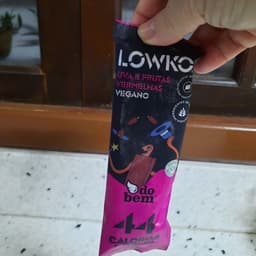 LOWKO
UVA E FRUTAS
VERMELHAS
VEGANO
do
bem
44
CALORIAS